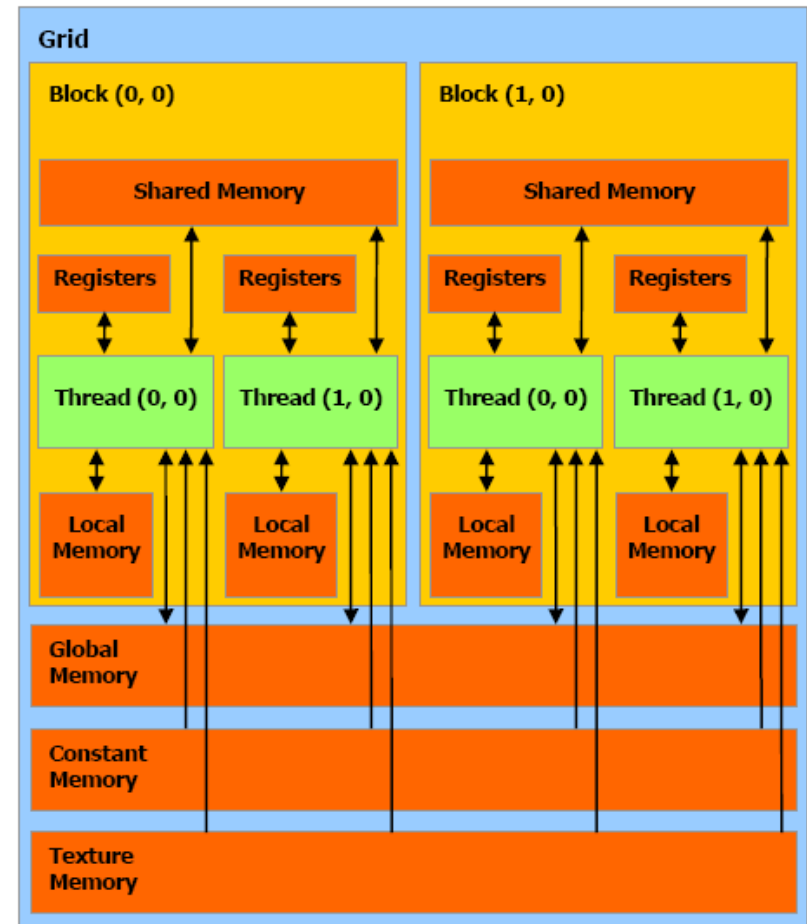 Grid
Block (0, 0)
Block (1, 0)
Shared Memory
Shared Memory
Registers
Registers
Registers
Registers
Thread (0, 0)
Thread (1, 0)
Thread (0, 0)
Thread (1, 0)
Local
Memory
Local
Memory
Local
Memory
Local
Memory
Global
Memory
Constant
Memory
Texture
Memory